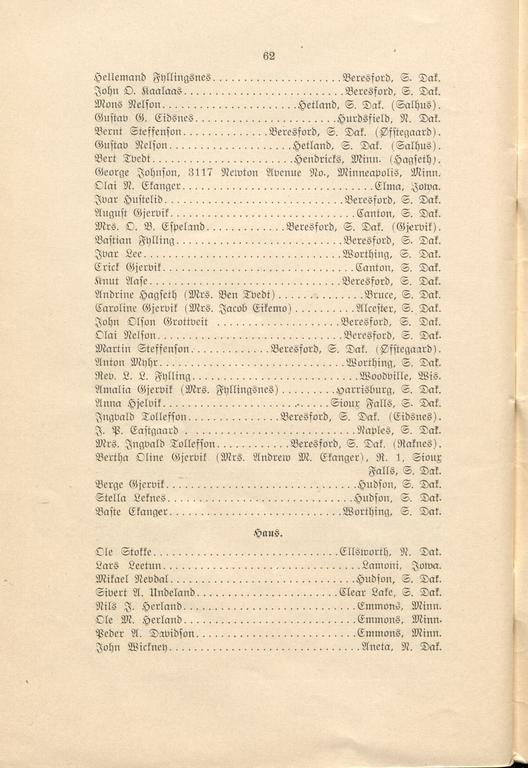 62
Hellemand Fyllingsnes......................Beresford, S. Dak.
John O. Kaalaas...........................Beresford, S. Dak.
Mons Nelson.......................Hetland, S. Dak. (Salhus).
Gustav G. Eidsnes........................Hurdsfield, N. Dak.
Bernt Steffenson..............Beresford, S. Dak. (Øfstegaard).
Gustav Nelson.....................Hetland, S. Dak. (Salhus).
Bert Tvedt........................Hendricks, Minn. (Hagseth).
George Johnson, 3117 Newton Avenue No., Minneapolis, Minn.
Olai N. Ekanger................................Elma, Iowa.
Ivar Hustelid..............................Beresford, S. Dak.
August Gjervik...............................Canton, S. Dak.
Mrs. O. B. Espeland.............Beresford, S. Dak. (Gjervik).
Bastian Fylling............................Beresford, S. Dak.
Ivar Lee.....................................Worthing, S. Dak.
Erick Gjervik................................Canton, S. Dak.
Knut Aase.................................Beresford, S. Dak.
Andrine Hagseth (Mrs. Ben Tvedt)..............Bruce, S. Dak.
Caroline Gjervik (Mrs. Jacob Eikemo)..........Alcester, S. Dak.
John Olson Grottveit ......................Beresford, S. Dak.
Olai Nelson...............................Beresford, S. Dak.
Martin Steffenson.............Beresford, S. Dak. (Øfstegaard).
Anton Myhr................................Worthing, S. Dak.
Rev. L. L. Fylling..........................Woodville, Wis.
Amalia Gjervik (Mrs. Fyllingsnes)..........Harrisburg, S. Dak.
Anna Hjelvik............................Sioux Falls, S. Dak.
Ingvald Tollefson................Beresford, S. Dak. (Eidsnes).
J. P. Eastgaard .............................Naples, S. Dak.
Mrs. Ingvald Tollefson............Beresford, S. Dak. (Raknes).
Bertha Oline Gjervik (Mrs. Andrew M. Ekanger), R. 1, Sioux
Falls, S. Dak.
Berge Gjervik................................Hudson, S. Dak.
Stella Leknes................................Hudson, S. Dak.
Baste Ekanger.............................Worthing, S. Dak.
Haus.
Ole Stokke................................Ellsworth, N. Dak.
Lars Leetun..................................Lamoni, Iowa.
Mikael Nevdal................................Hudson, S. Dak.
Sivert A. Undeland........................Clear Lake, S. Dak.
Nils J. Herland.............................Emmons, Minn.
Ole M. Herland..............................Emmons, Minn.
Peder A. Davidson...........................Emmons, Minn.
John Wickney................................Aneta, N. Dak.